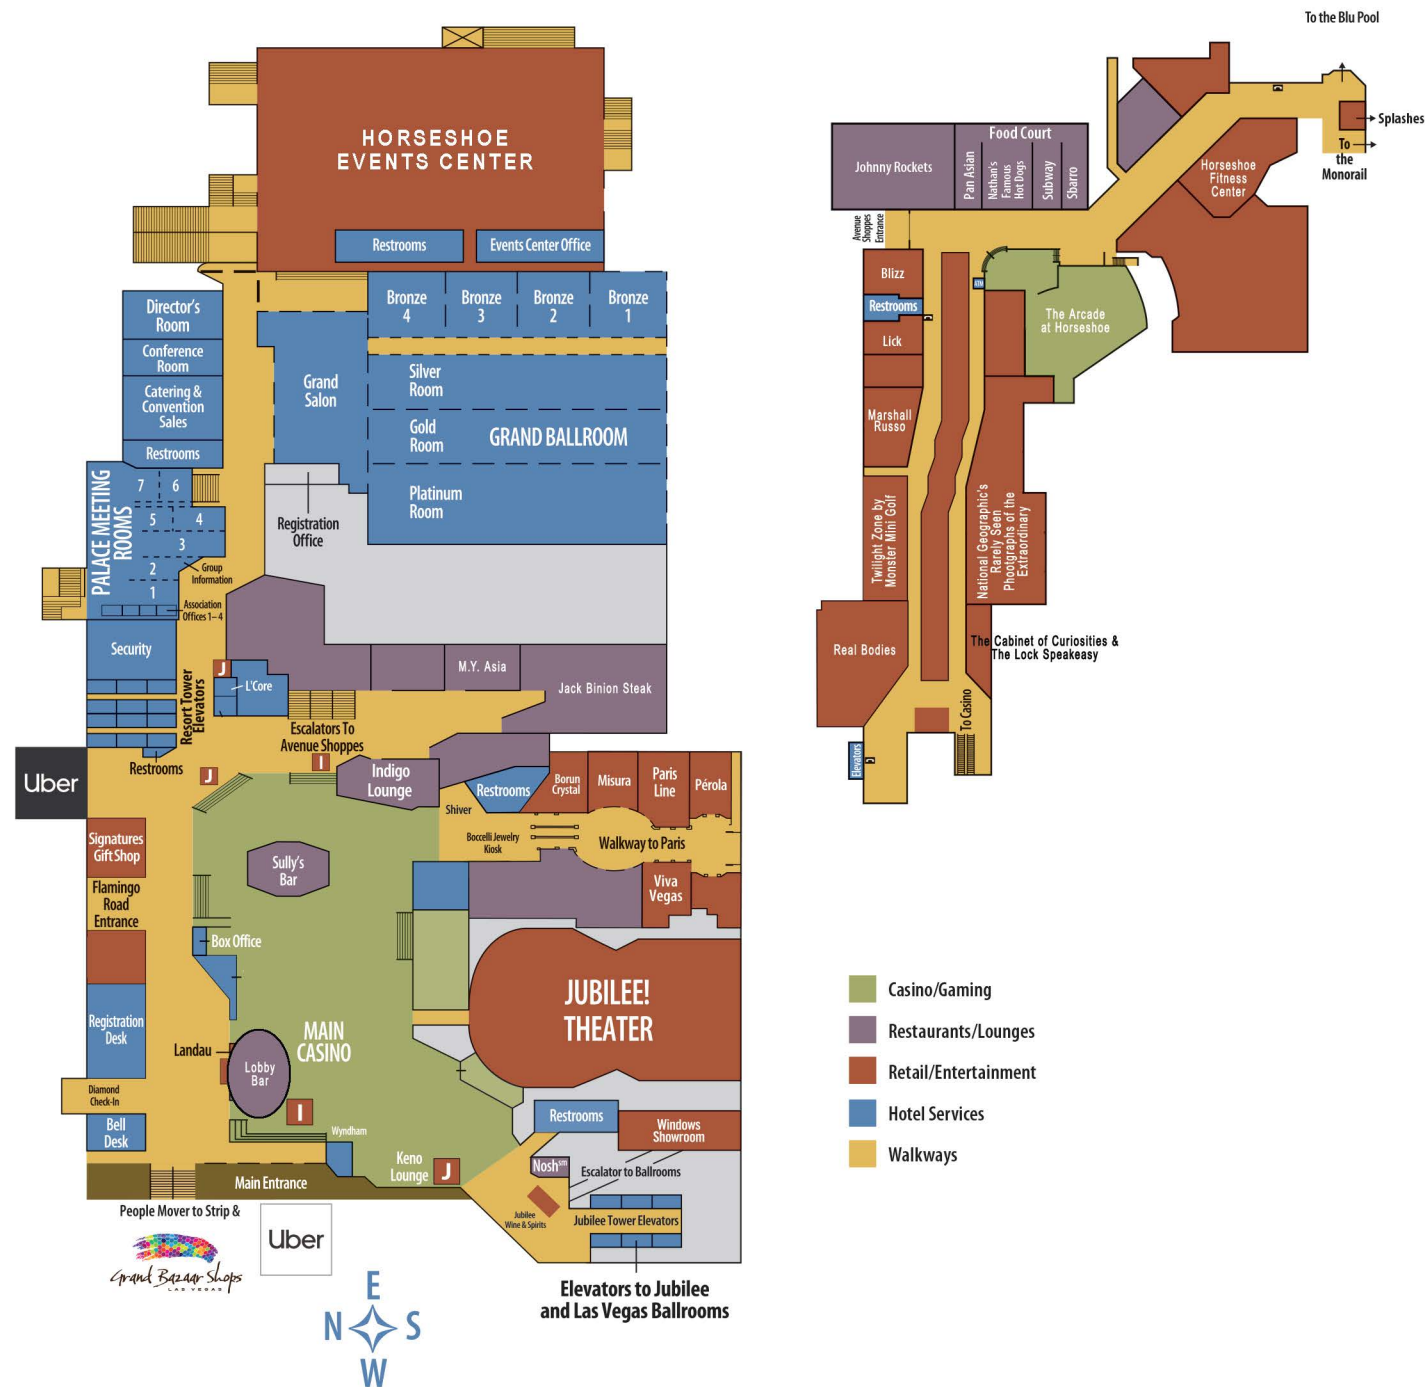 To the Blu Pool
HORSESHOE
EVENTS CENTER
Restrooms
Events Center Office
Director's
Room
Conference
Room
Catering &
Convention
Sales
Restrooms
Bronze
4
Bronze
3
Bronze
2
Bronze
1
Grand
Salon
Silver
Room
Gold
Room
GRAND BALLROOM
Platinum
Room
Registration
Office
PALACE MEETING
ROOMS
7
6
5
4
3
2
1
Group
Information
Association
Offices 1– 4
Security
Resort Tower
Elevators
J
L'Core
M.Y. Asia
Jack Binion Steak
Escalators To
Avenue Shoppes
Restrooms
Uber
J
I
Indigo
Lounge
Restrooms
Borun
Crystal
Misura
Paris
Line
Pérola
Shiver
Boccelli Jewelry
Kiosk
Walkway to Paris
Signatures
Gift Shop
Sully's
Bar
Viva
Vegas
Flamingo
Road
Entrance
Box Office
JUBILEE!
THEATER
Registration
Desk
MAIN
CASINO
Landau
Lobby
Bar
Diamond
Check-In
I
Bell
Desk
Wyndham
Restrooms
Windows
Showroom
Keno
Lounge
J
Nosh℠
Escalator to Ballrooms
Main Entrance
Jubilee
Wine & Spirits
Jubilee Tower Elevators
People Mover to Strip &
Grand Bazaar Shops
LAS VEGAS
Uber
Elevators to Jubilee
and Las Vegas Ballrooms
E
N
S
W
Splashes
To
the
Monorail
Food Court
Johnny Rockets
Pan Asian
Nathan's
Famous
Hot Dogs
Subway
Sbarro
Horseshoe
Fitness
Center
Avenue
Shoppes
Entrance
Blizz
Restrooms
ATM
The Arcade
at Horseshoe
Lick
Marshall
Russo
Twilight Zone by
Monster Mini Golf
National Geographic's
Rarely Seen
Phootgraphs of the
Extraordinary
Real Bodies
The Cabinet of Curiosities &
The Lock Speakeasy
To Casino
Elevators
Casino/Gaming
Restaurants/Lounges
Retail/Entertainment
Hotel Services
Walkways